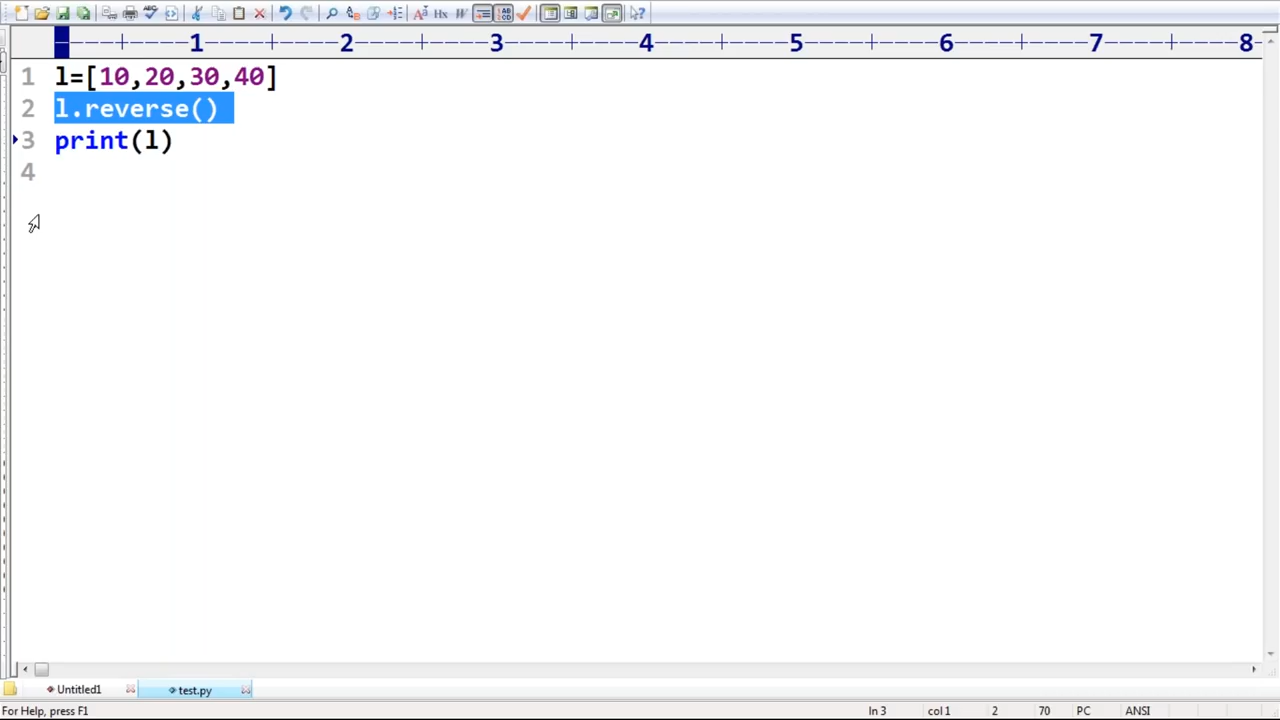 1 2 3 4 5 6 7 8
1 l=[10,20,30,40]
2 l.reverse()
3 print(l)
4
Untitled1 test.py
For Help, press F1 ln 3 col 1 2 70 PC ANSI